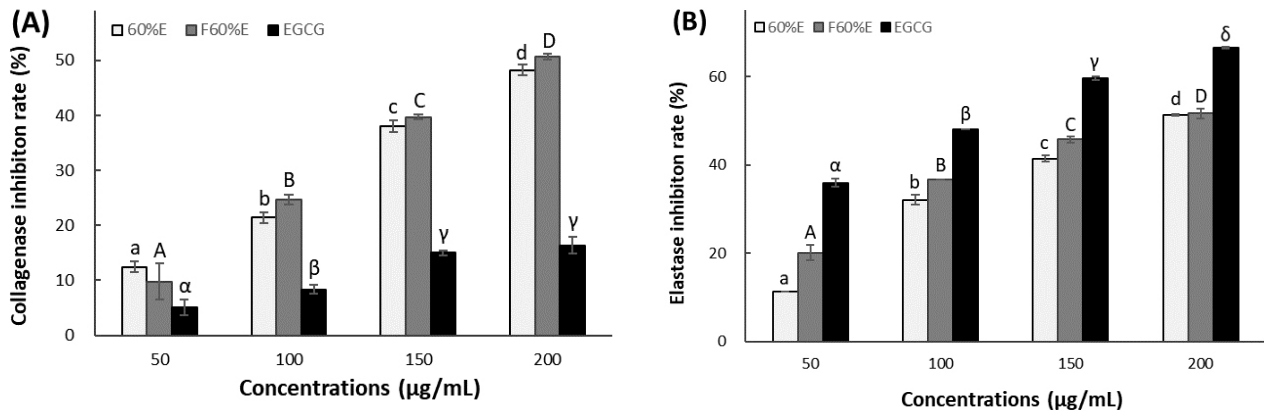 (A)
60%E F60%E EGCG
Collagenase inhibiton rate (%)
50
40
30
20
10
0
a A α
b B β
c C γ
d D γ
50 100 150 200
Concentrations (µg/mL)
(B)
60%E F60%E EGCG
Elastase inhibiton rate (%)
60
40
20
0
a A α
b B β
c C γ
d D δ
50 100 150 200
Concentrations (µg/mL)